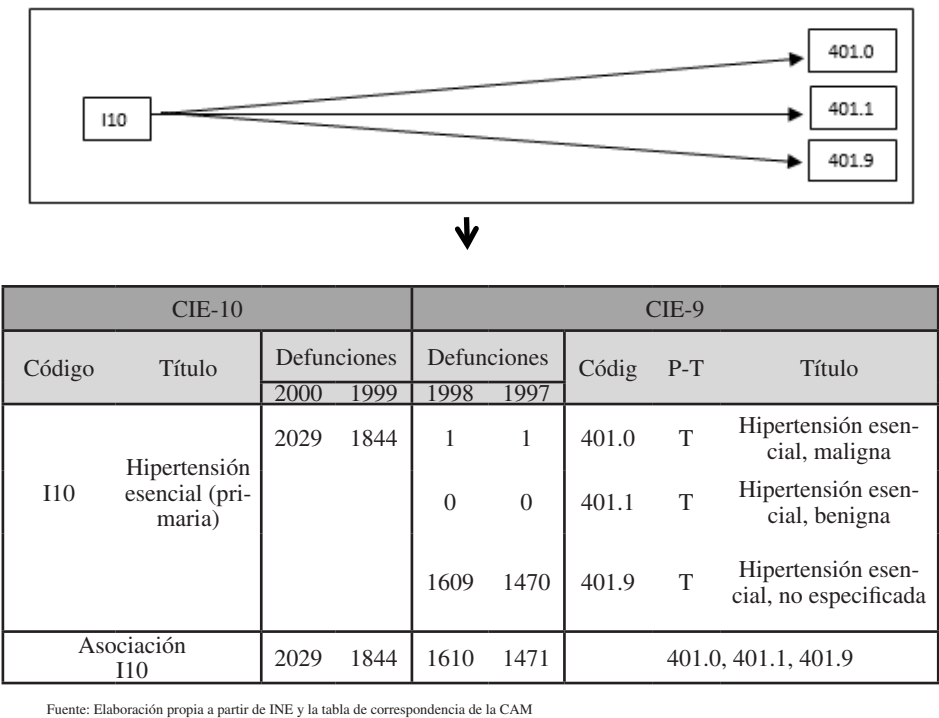 401.0
I10
401.1
401.9
CIE-10
CIE-9
Código
Título
Defunciones
Defunciones
Códig
P-T
Título
2000
1999
1998
1997
I10
Hipertensión
esencial (pri-
maria)
2029
1844
1
1
401.0
T
Hipertensión esen-
cial, maligna
0
0
401.1
T
Hipertensión esen-
cial, benigna
1609
1470
401.9
T
Hipertensión esen-
cial, no especificada
Asociación
I10
2029
1844
1610
1471
401.0, 401.1, 401.9
Fuente: Elaboración propia a partir de INE y la tabla de correspondencia de la CAM